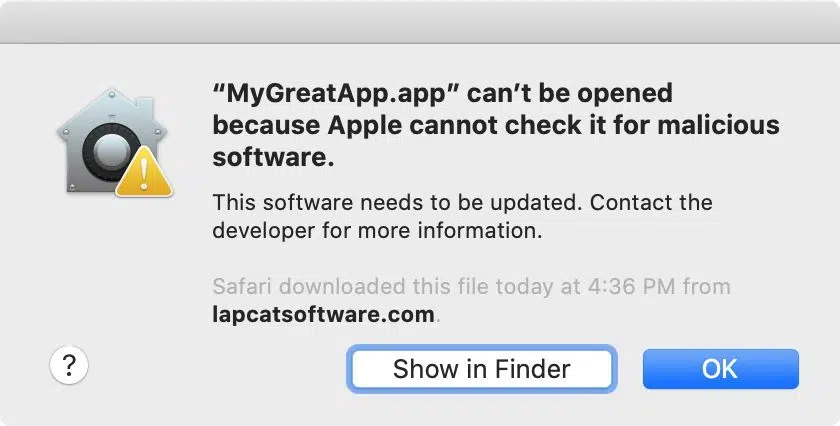 “MyGreatApp.app” can’t be opened
because Apple cannot check it for malicious
software.
This software needs to be updated. Contact the
developer for more information.
Safari downloaded this file today at 4:36 PM from
lapcatsoftware.com.
?
Show in Finder
OK